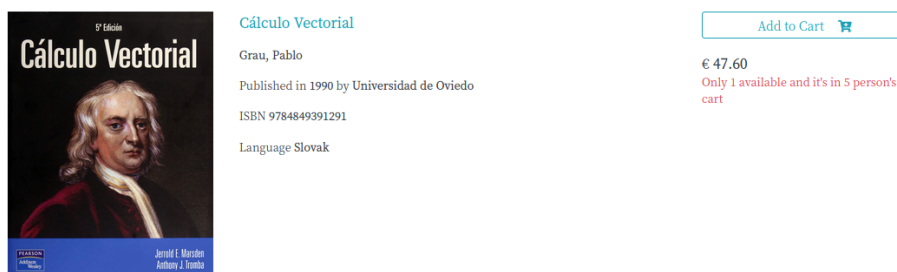 5ª Edición
Cálculo Vectorial
PEARSON
Addison
Wesley
Jerrold E. Marsden
Anthony J. Tromba
Cálculo Vectorial
Grau, Pablo
Published in 1990 by Universidad de Oviedo
ISBN 9784849391291
Language Slovak
Add to Cart
€ 47.60
Only 1 available and it's in 5 person's
cart